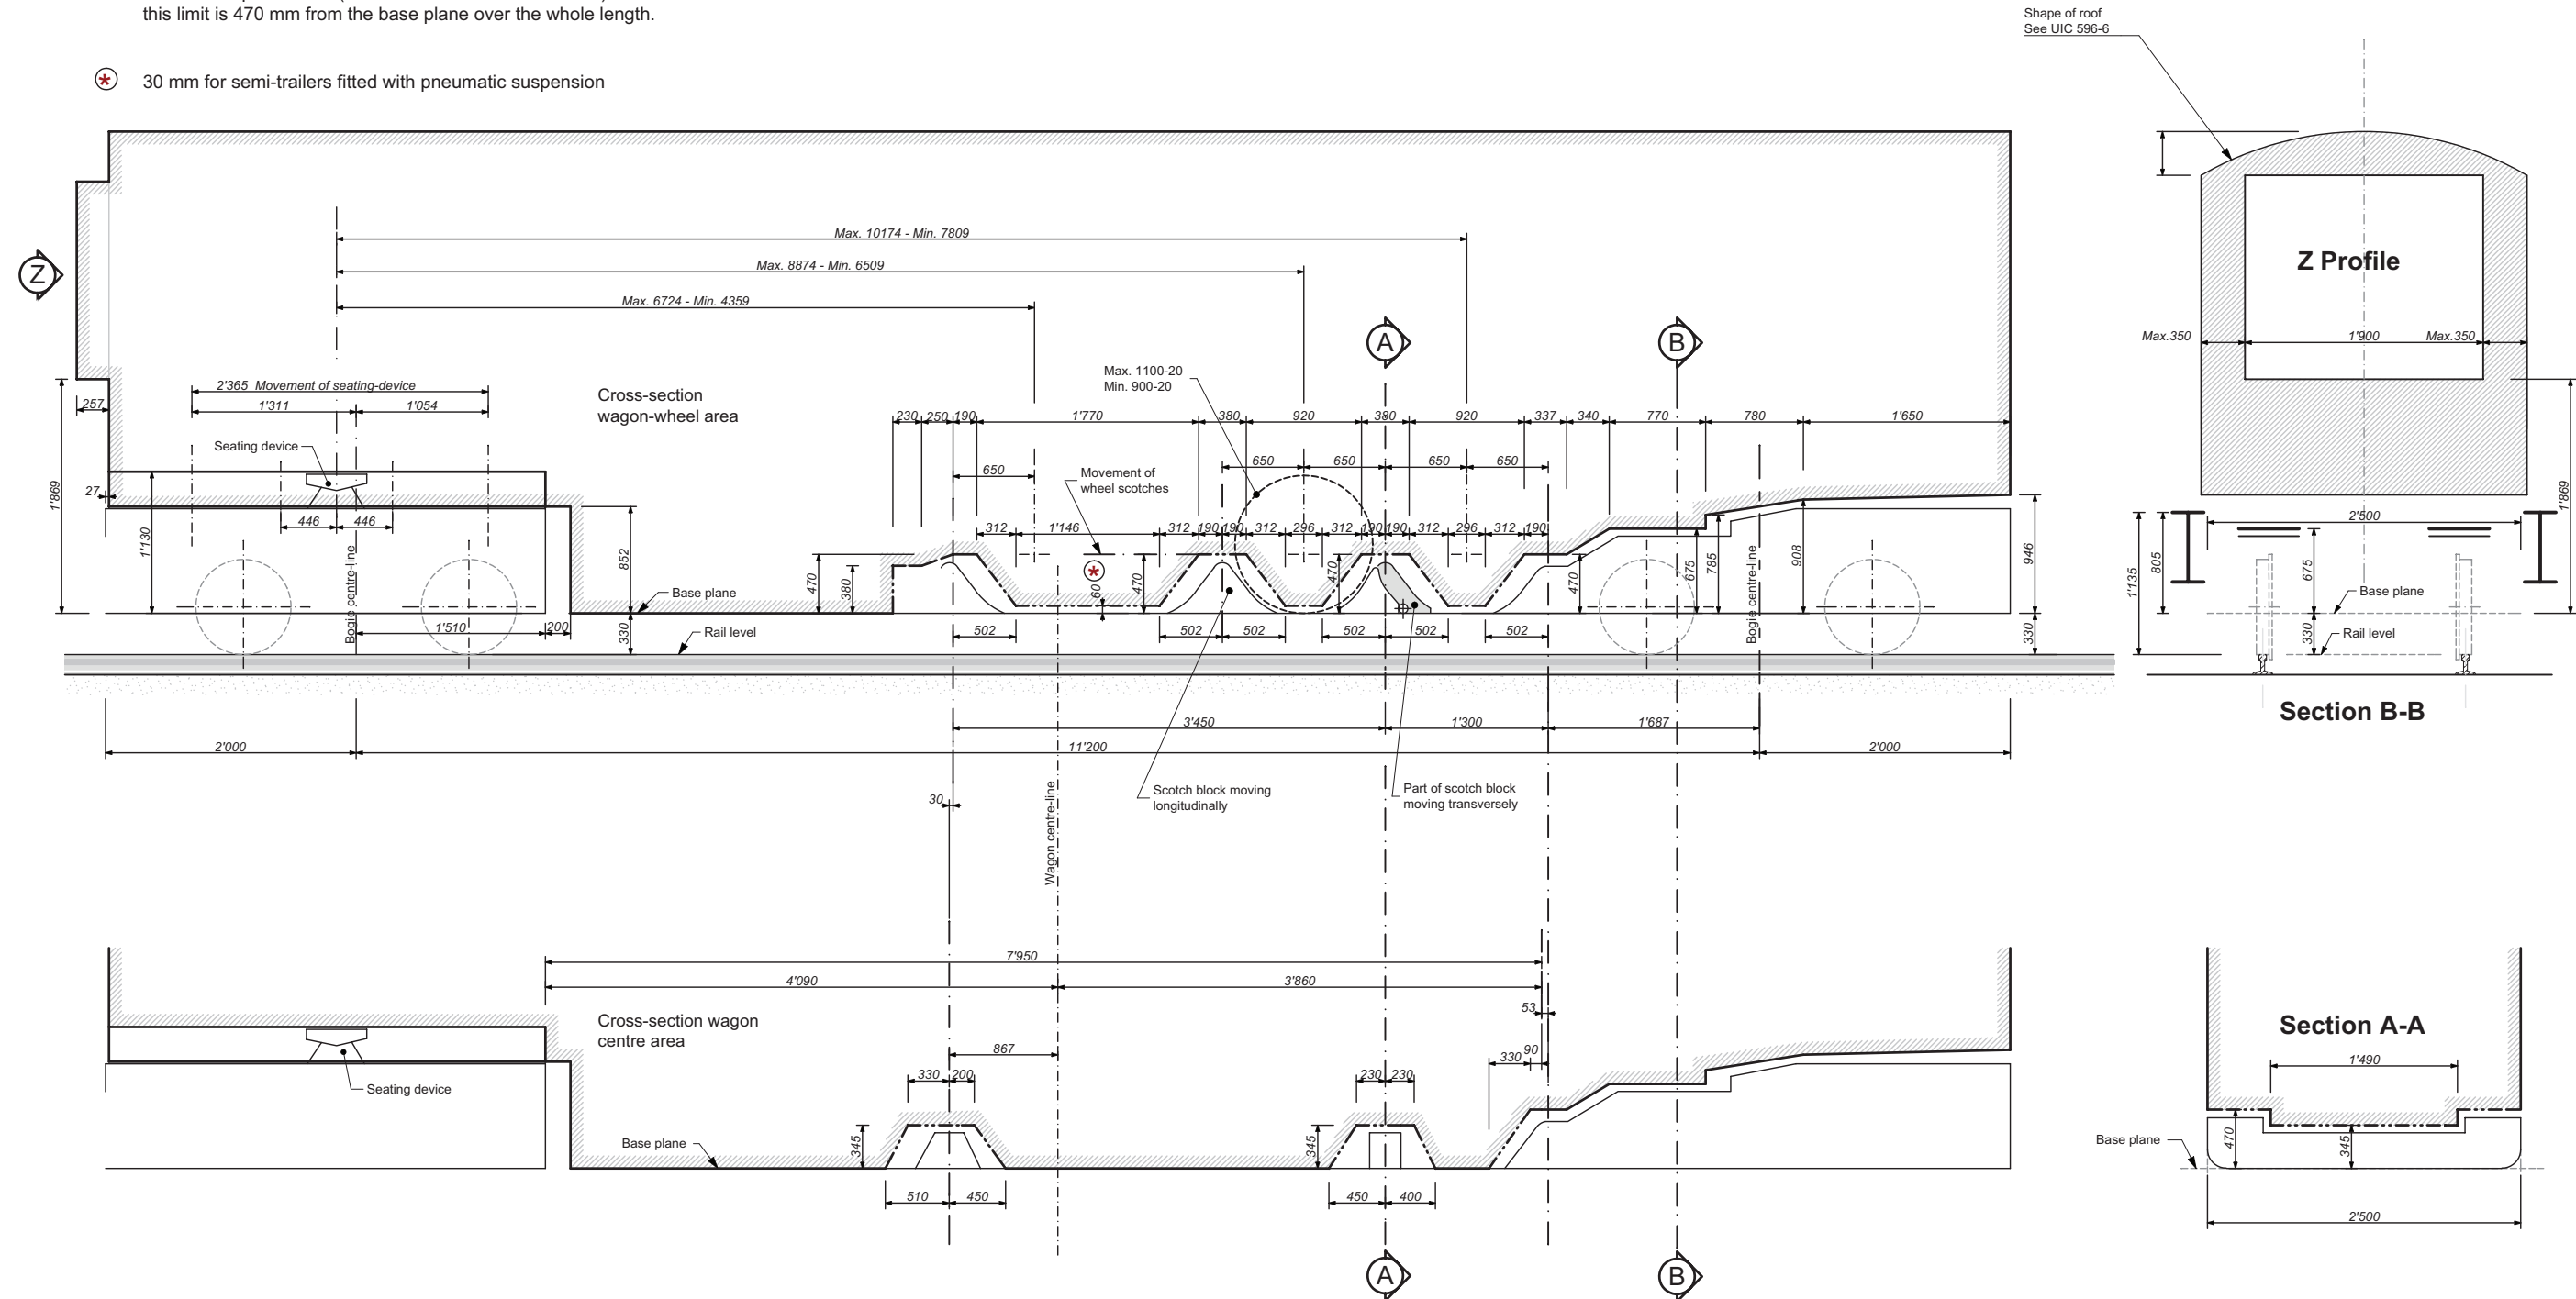 this limit is 470 mm from the base plane over the whole length.
* 30 mm for semi-trailers fitted with pneumatic suspension
Shape of roof
See UIC 596-6
Max. 10174 - Min. 7809
Z
Max. 8874 - Min. 6509
Z Profile
Max. 6724 - Min. 4359
A
B
Max.350
1'900
Max.350
Max. 1100-20
Min. 900-20
2'365 Movement of seating-device
Cross-section
wagon-wheel area
257
1'311
1'054
230
250
190
1'770
380
920
380
920
337
340
770
780
1'650
Seating device
650
Movement of
wheel scotches
650
650
650
650
1'869
27
1'130
446
446
852
312
1'146
312
190
190
312
296
312
190
190
312
296
312
190
470
380
*
60
470
470
470
675
785
908
946
2'500
1'869
1'135
805
675
Base plane
Base plane
Bogie centre-line
Bogie centre-line
1'510
200
330
Rail level
502
502
502
502
502
502
330
330
Rail level
Section B-B
3'450
1'300
1'687
2'000
11'200
2'000
30
Wagon centre-line
Scotch block moving
longitudinally
Part of scotch block
moving transversely
7'950
4'090
3'860
53
Cross-section wagon
centre area
Section A-A
867
330
90
1'490
330
200
230
230
Seating device
Base plane
345
345
Base plane
470
345
510
450
450
400
2'500
A
B